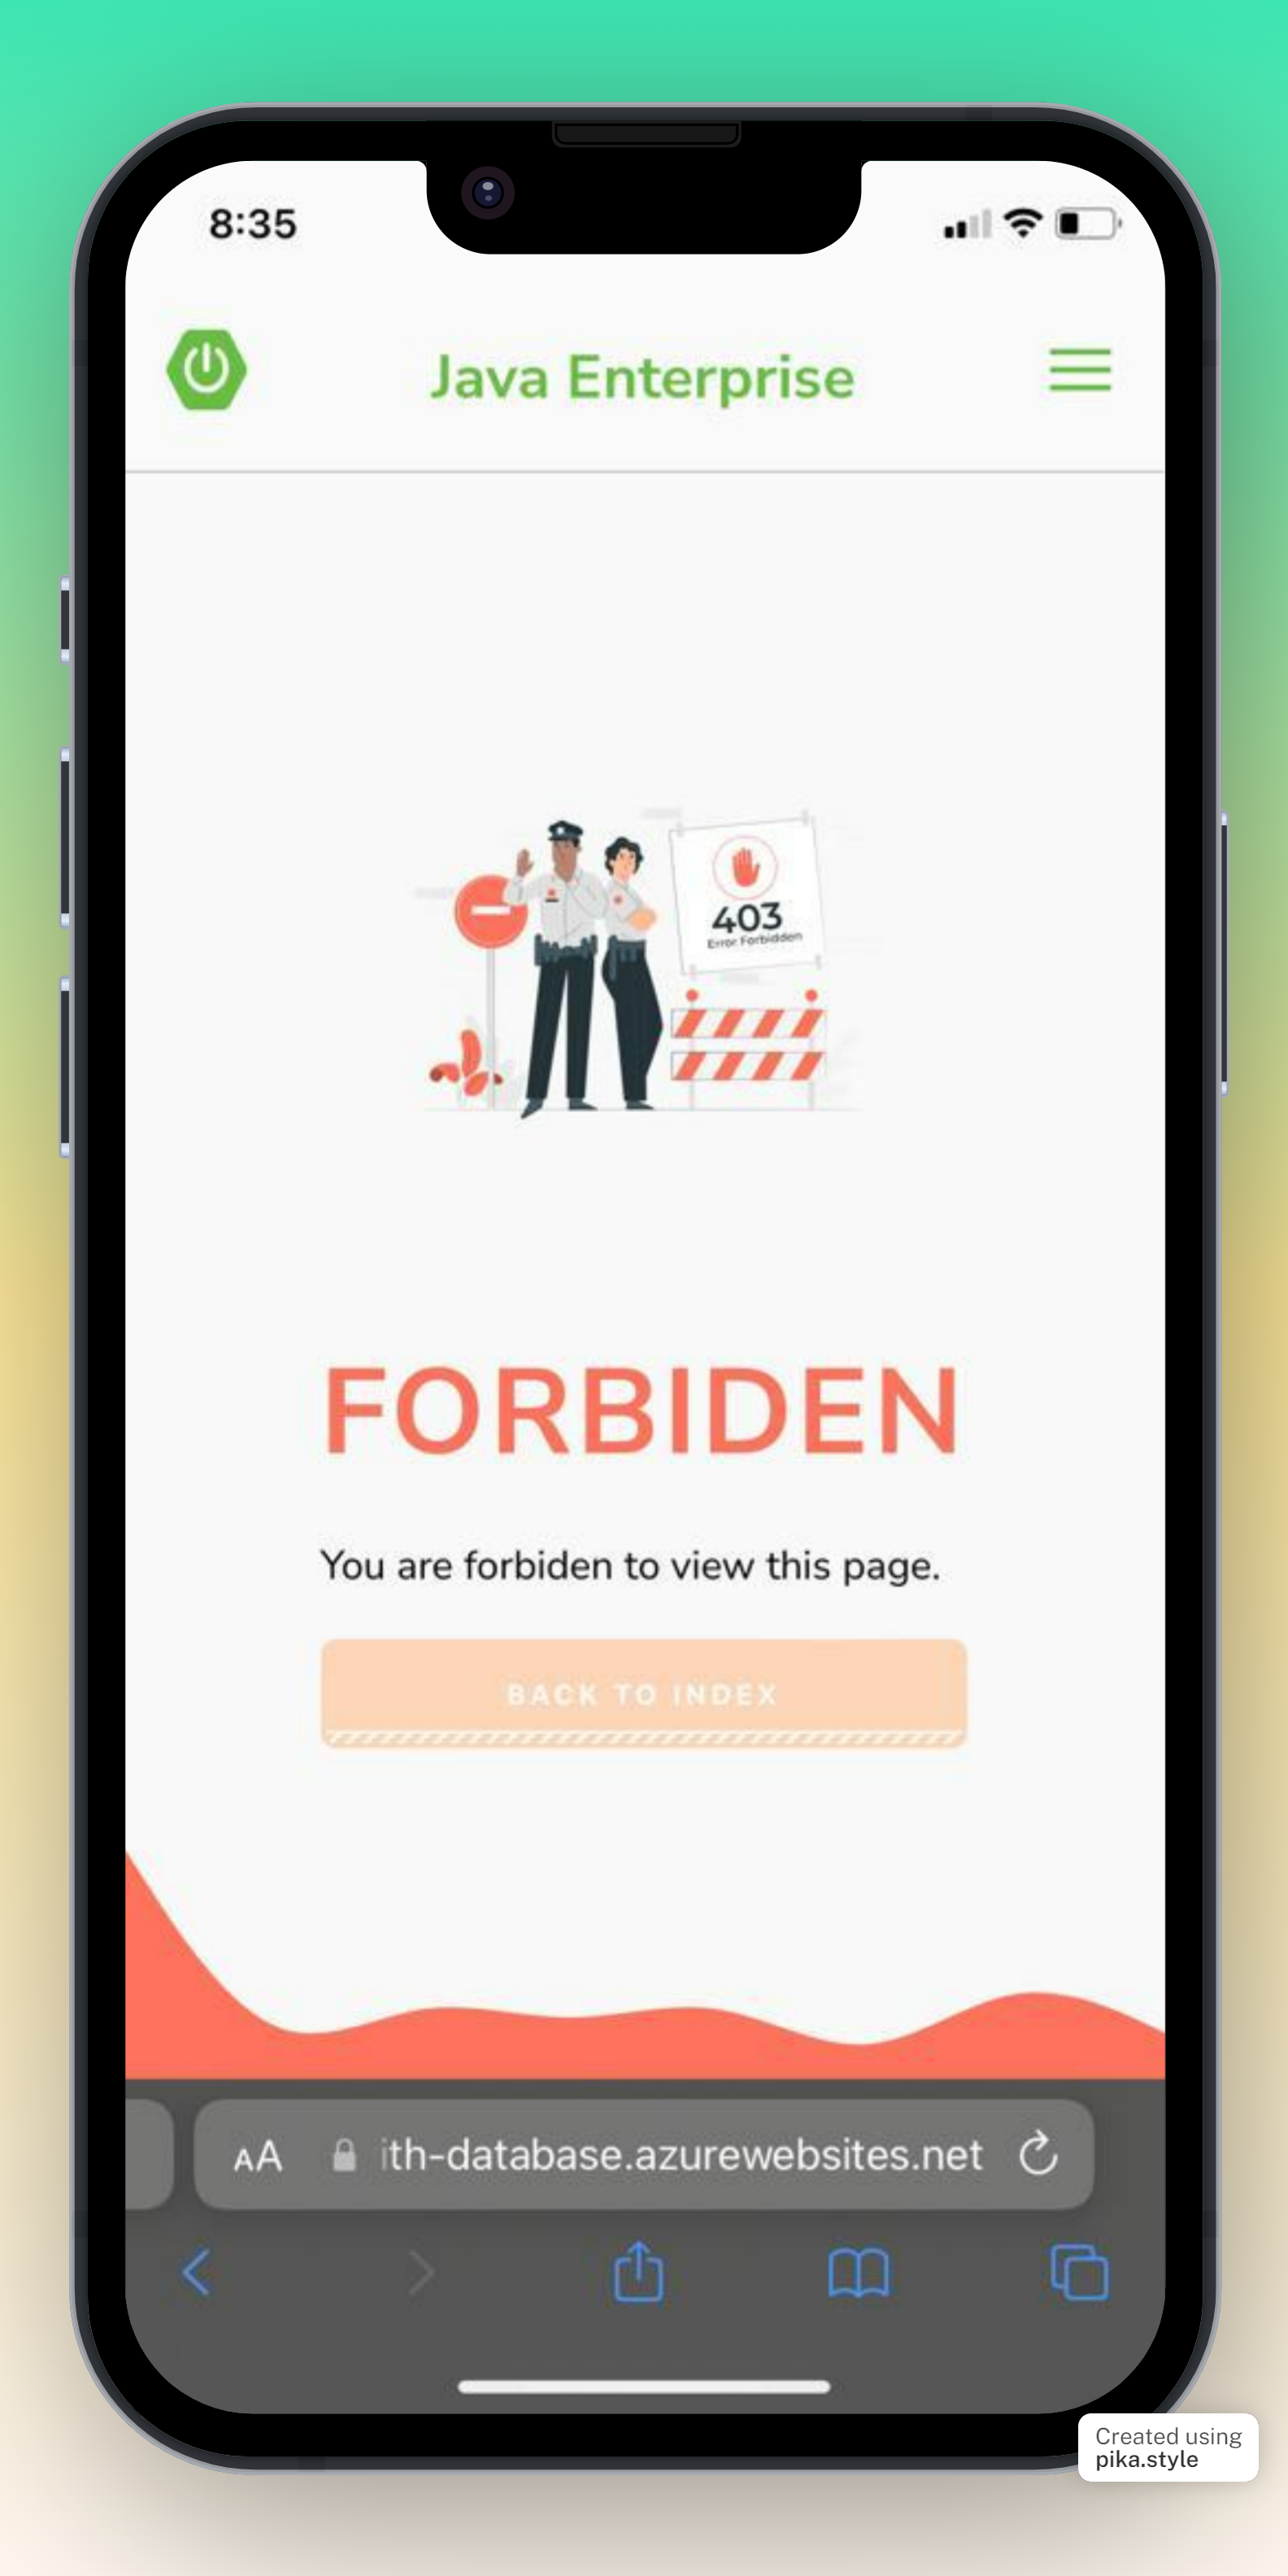 8:35
Java Enterprise
403
Error Forbidden
FORBIDEN
You are forbiden to view this page.
BACK TO INDEX
AA
ith-database.azurewebsites.net
Created using
pika.style